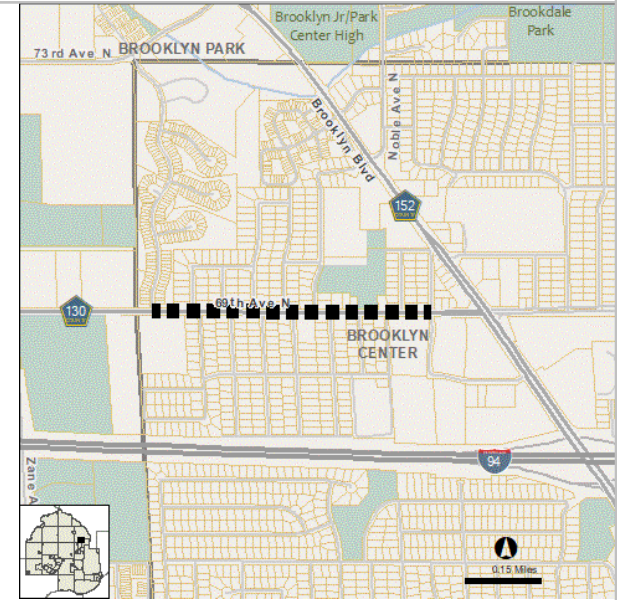 Brooklyn Jr/Park
Center High
Brookdale
Park
73rd Ave N
BROOKLYN PARK
Brooklyn Blvd
Noble Ave N
152
69th Ave N
130
BROOKLYN
CENTER
94
Zane A
0.15 Miles